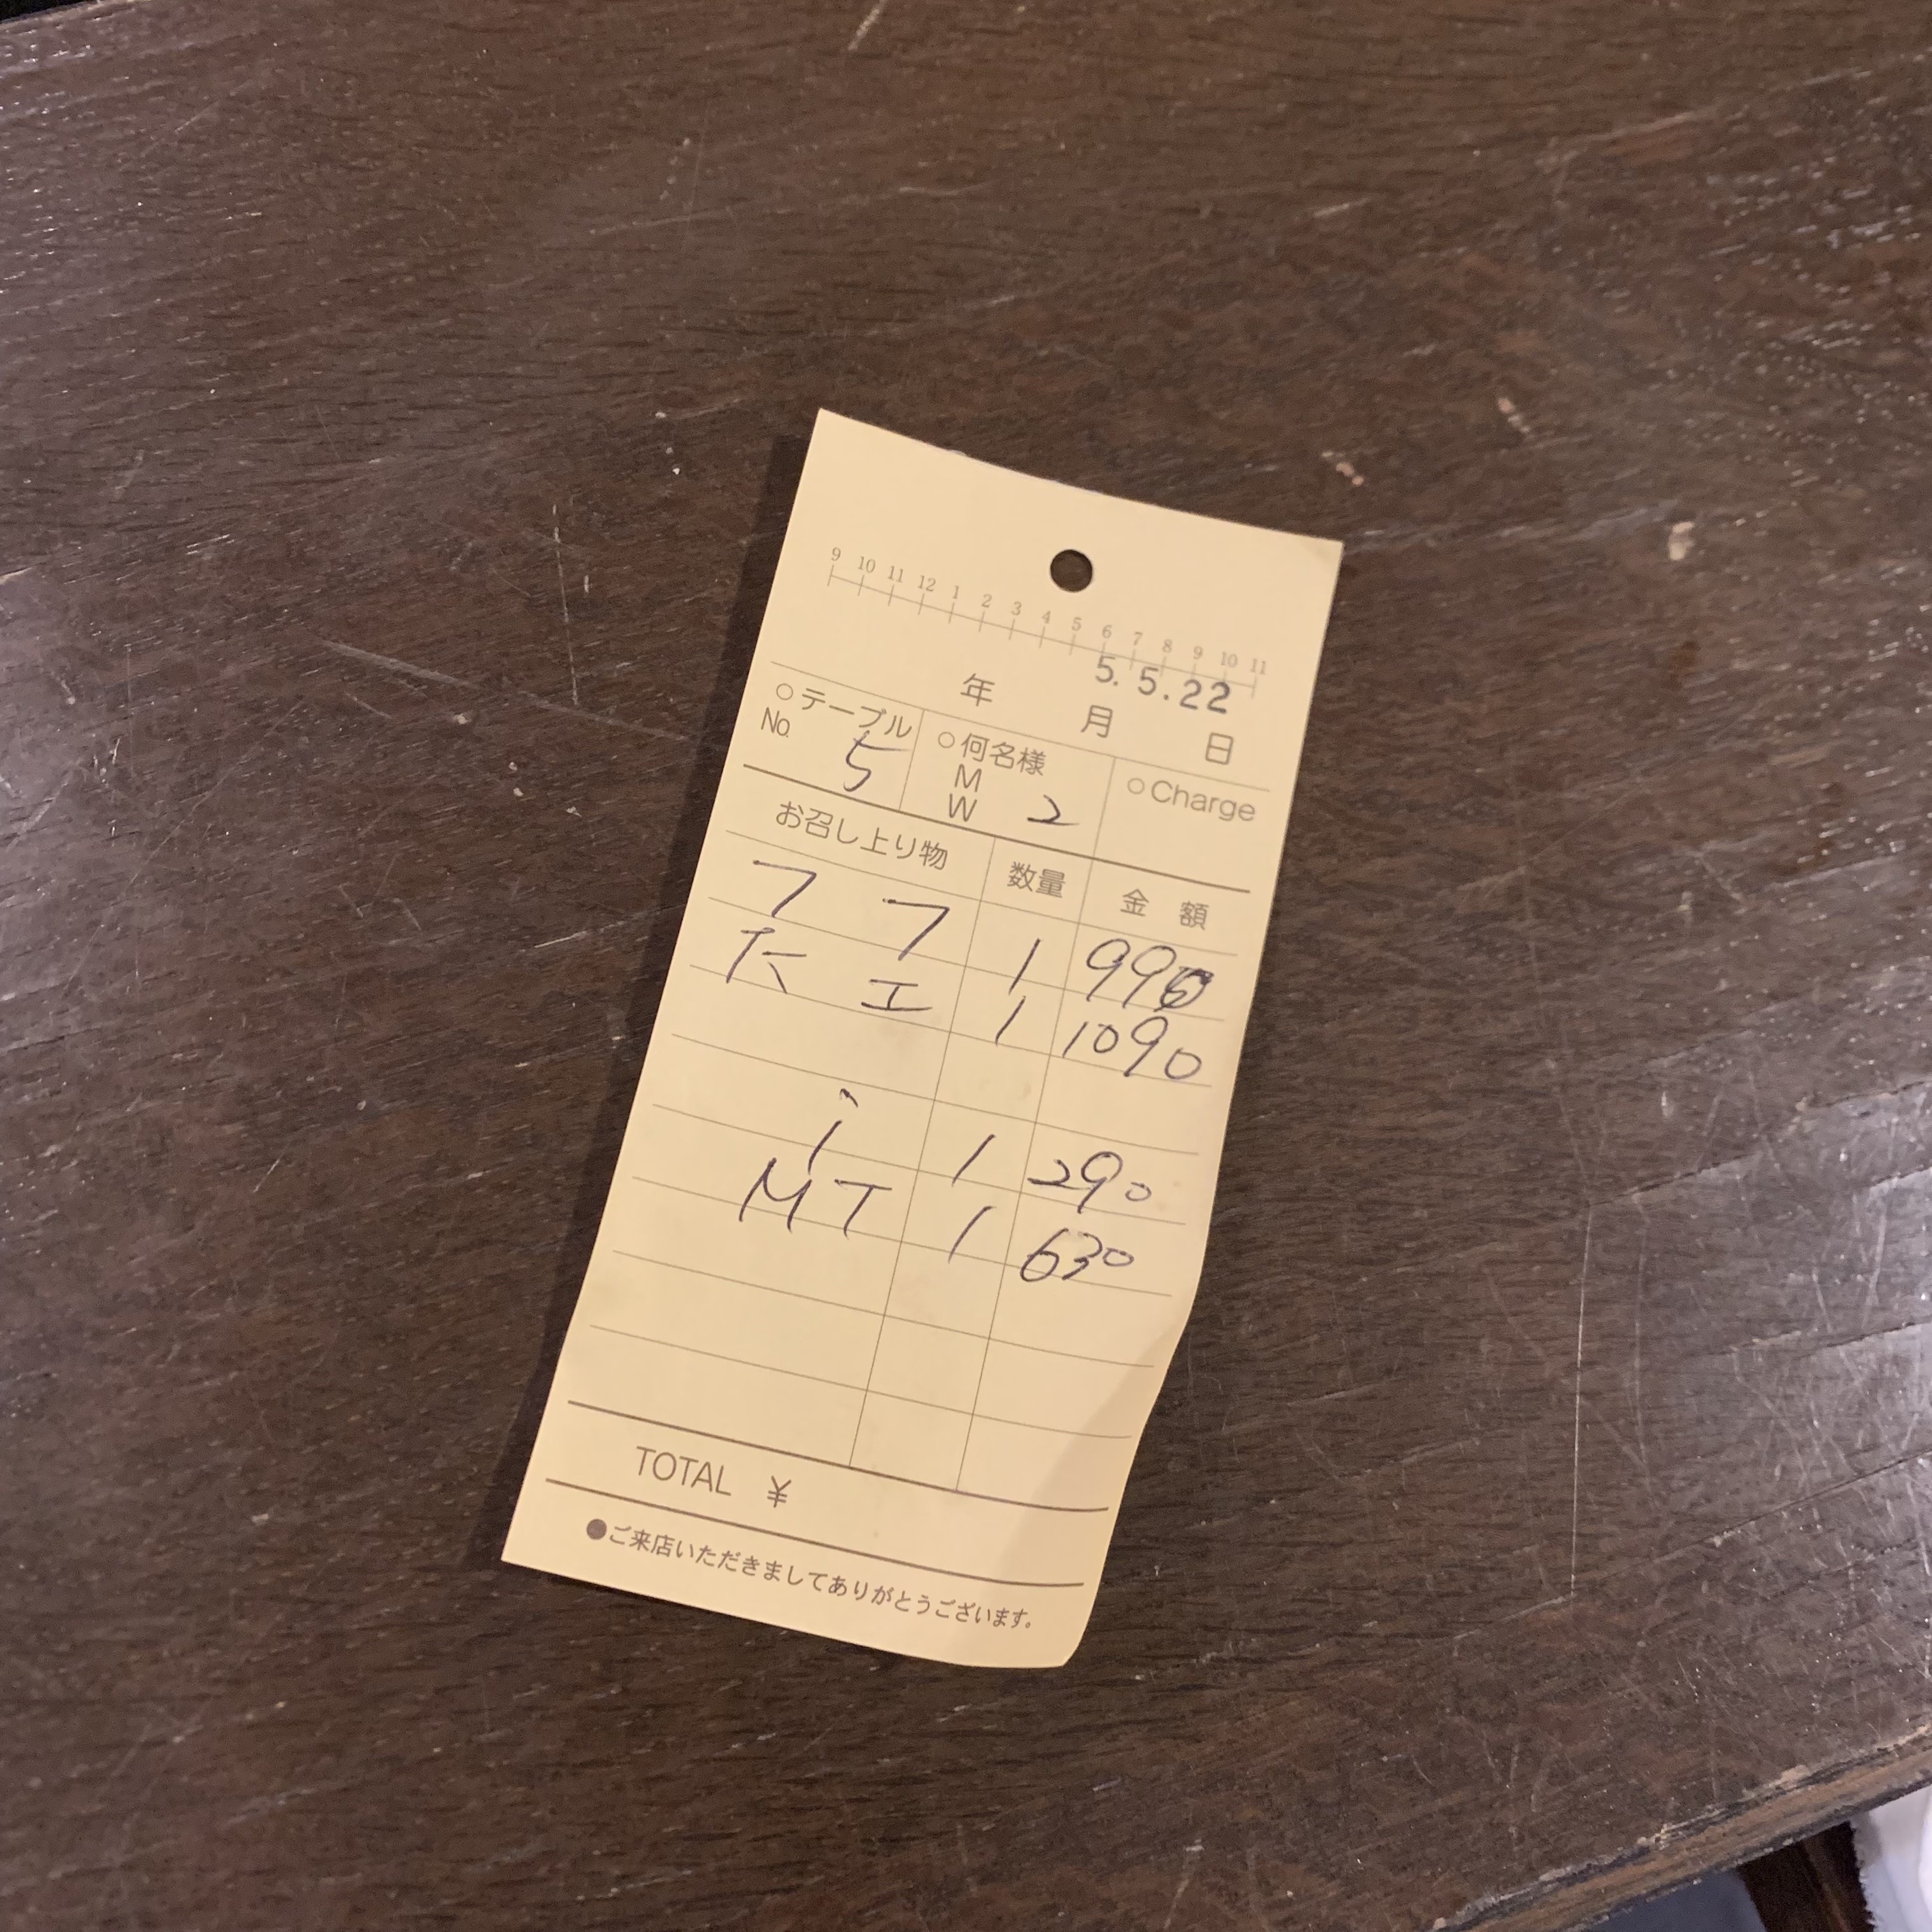 9 10 11 12 1 2 3 4 5 6 7 8 9 10 11
5. 5.22
年 月 日
○テーブル No. 5
○何名様 M W 2
○Charge
お召し上り物 数量 金 額
フ フ 1 990
た エ 1 1090
i 1 290
MT 1 630
TOTAL ¥
●ご来店いただきましてありがとうございます。